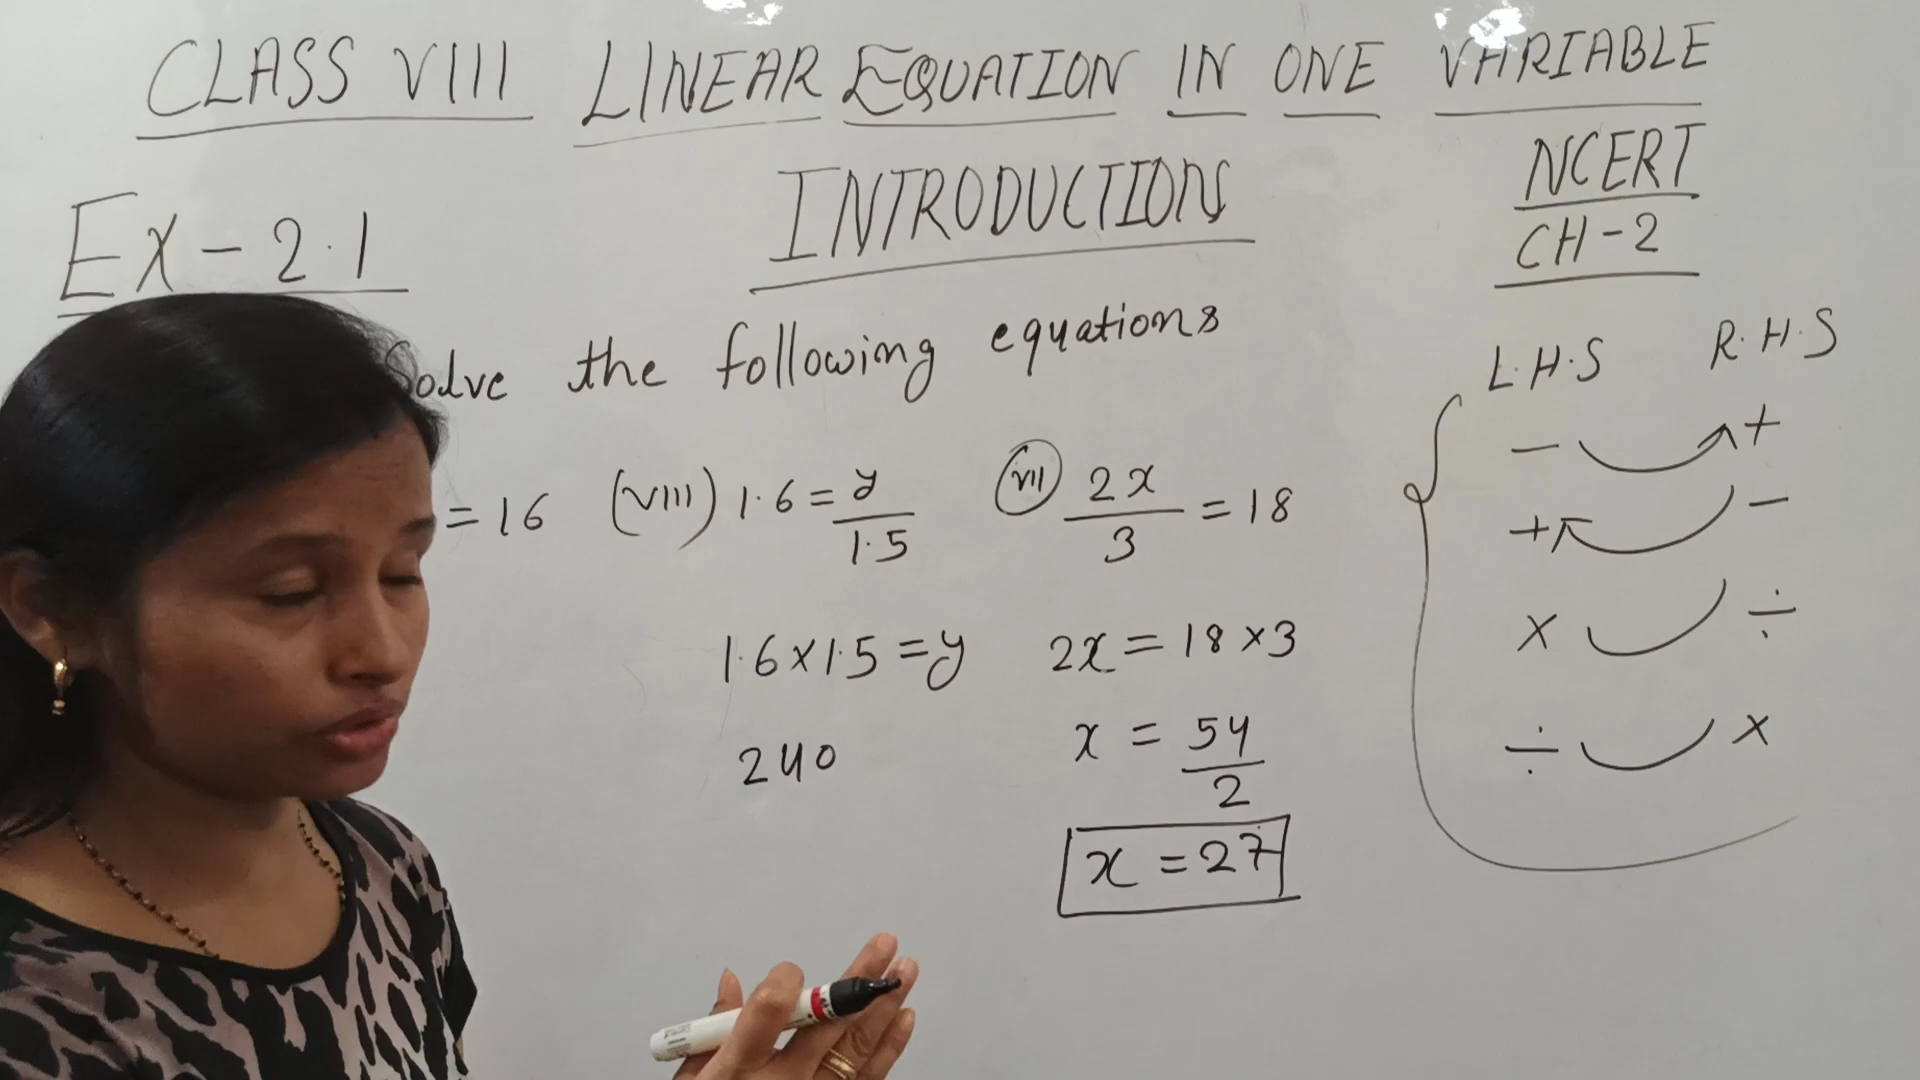 CLASS VIII LINEAR EQUATION IN ONE VARIABLE
INTRODUCTION
NCERT
CH-2
Ex-2.1
Solve the following equations
= 16
(VIII) 1.6 = y/1.5
1.6×1.5 = y
240
(VII) 2x/3 = 18
2x = 18×3
x = 54/2
x = 27
L.H.S R.H.S
- +
+ -
× ÷
÷ ×